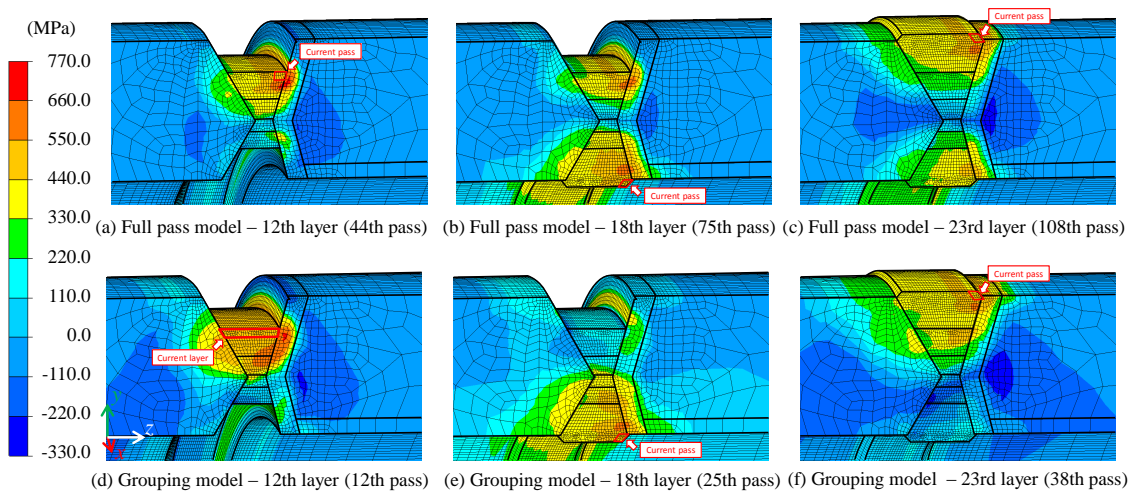 (MPa)
770.0
660.0
550.0
440.0
330.0
220.0
110.0
0.0
-110.0
-220.0
-330.0
Current pass
(a) Full pass model – 12th layer (44th pass)
Current pass
(b) Full pass model – 18th layer (75th pass)
Current pass
(c) Full pass model – 23rd layer (108th pass)
Current layer
y
z
x
(d) Grouping model – 12th layer (12th pass)
Current pass
(e) Grouping model – 18th layer (25th pass)
Current pass
(f) Grouping model – 23rd layer (38th pass)